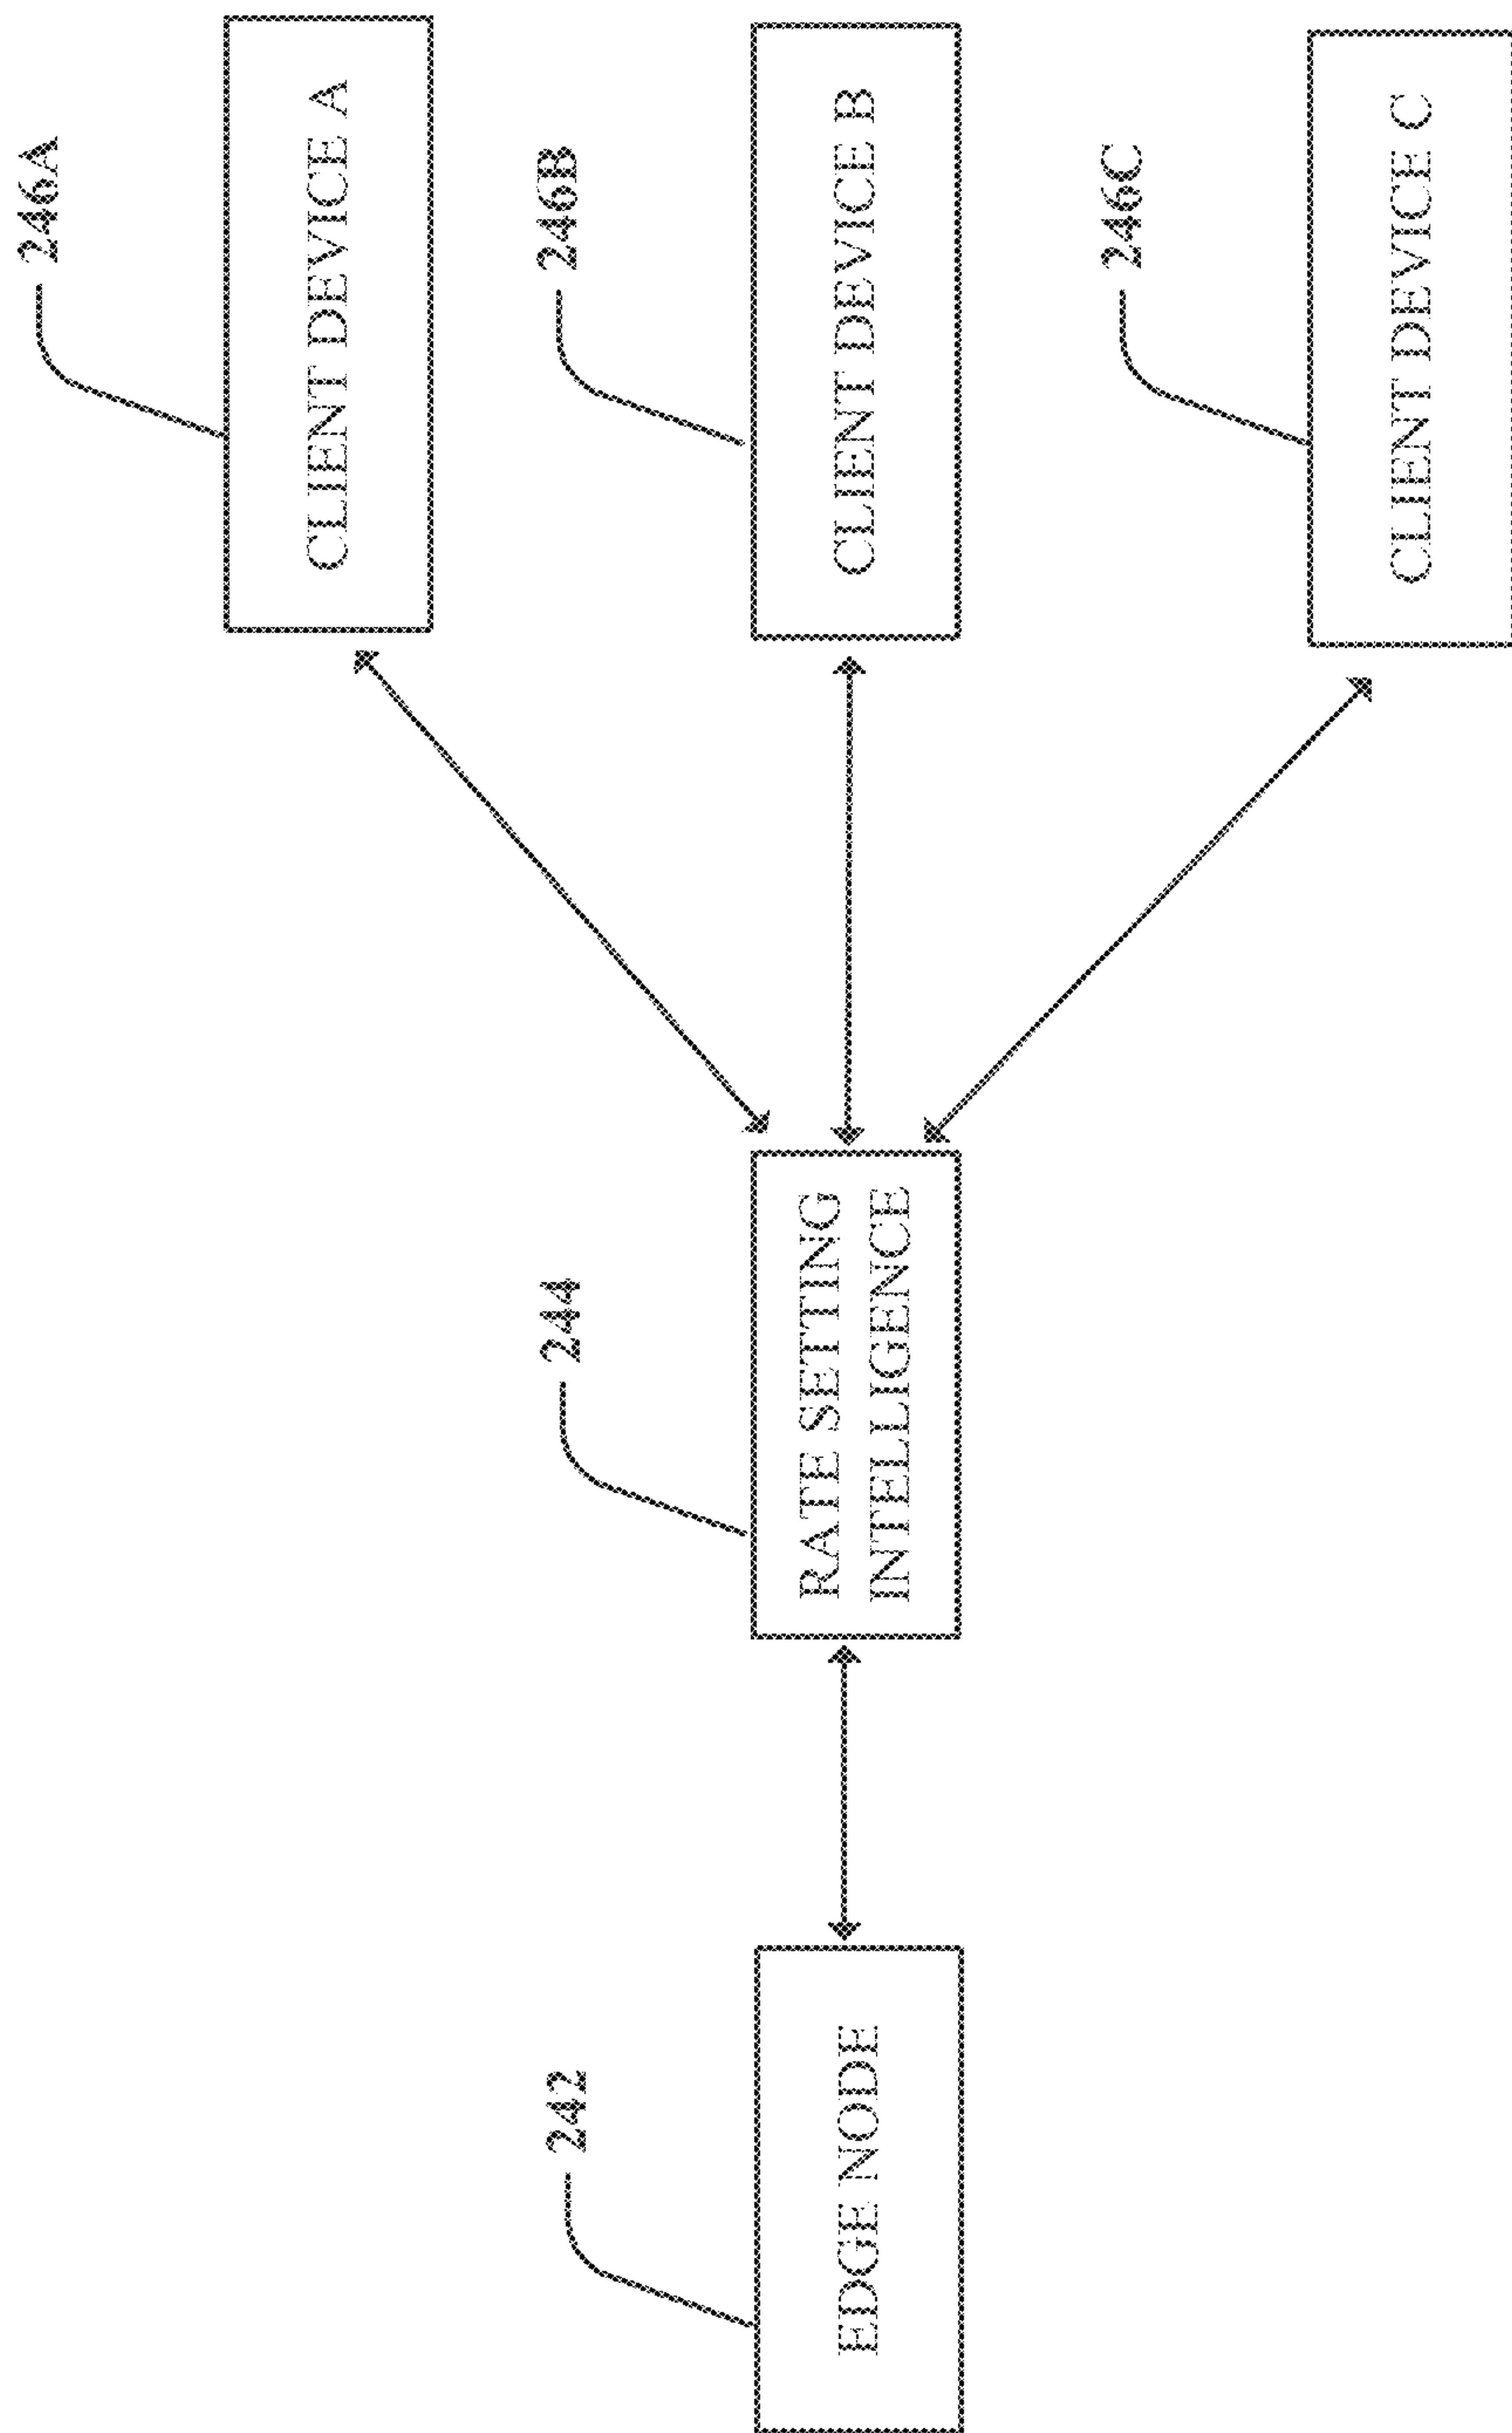 246A
CLIENT DEVICE A
246B
CLIENT DEVICE B
246C
CLIENT DEVICE C
244
RATE SETTING
INTELLIGENCE
242
EDGE NODE